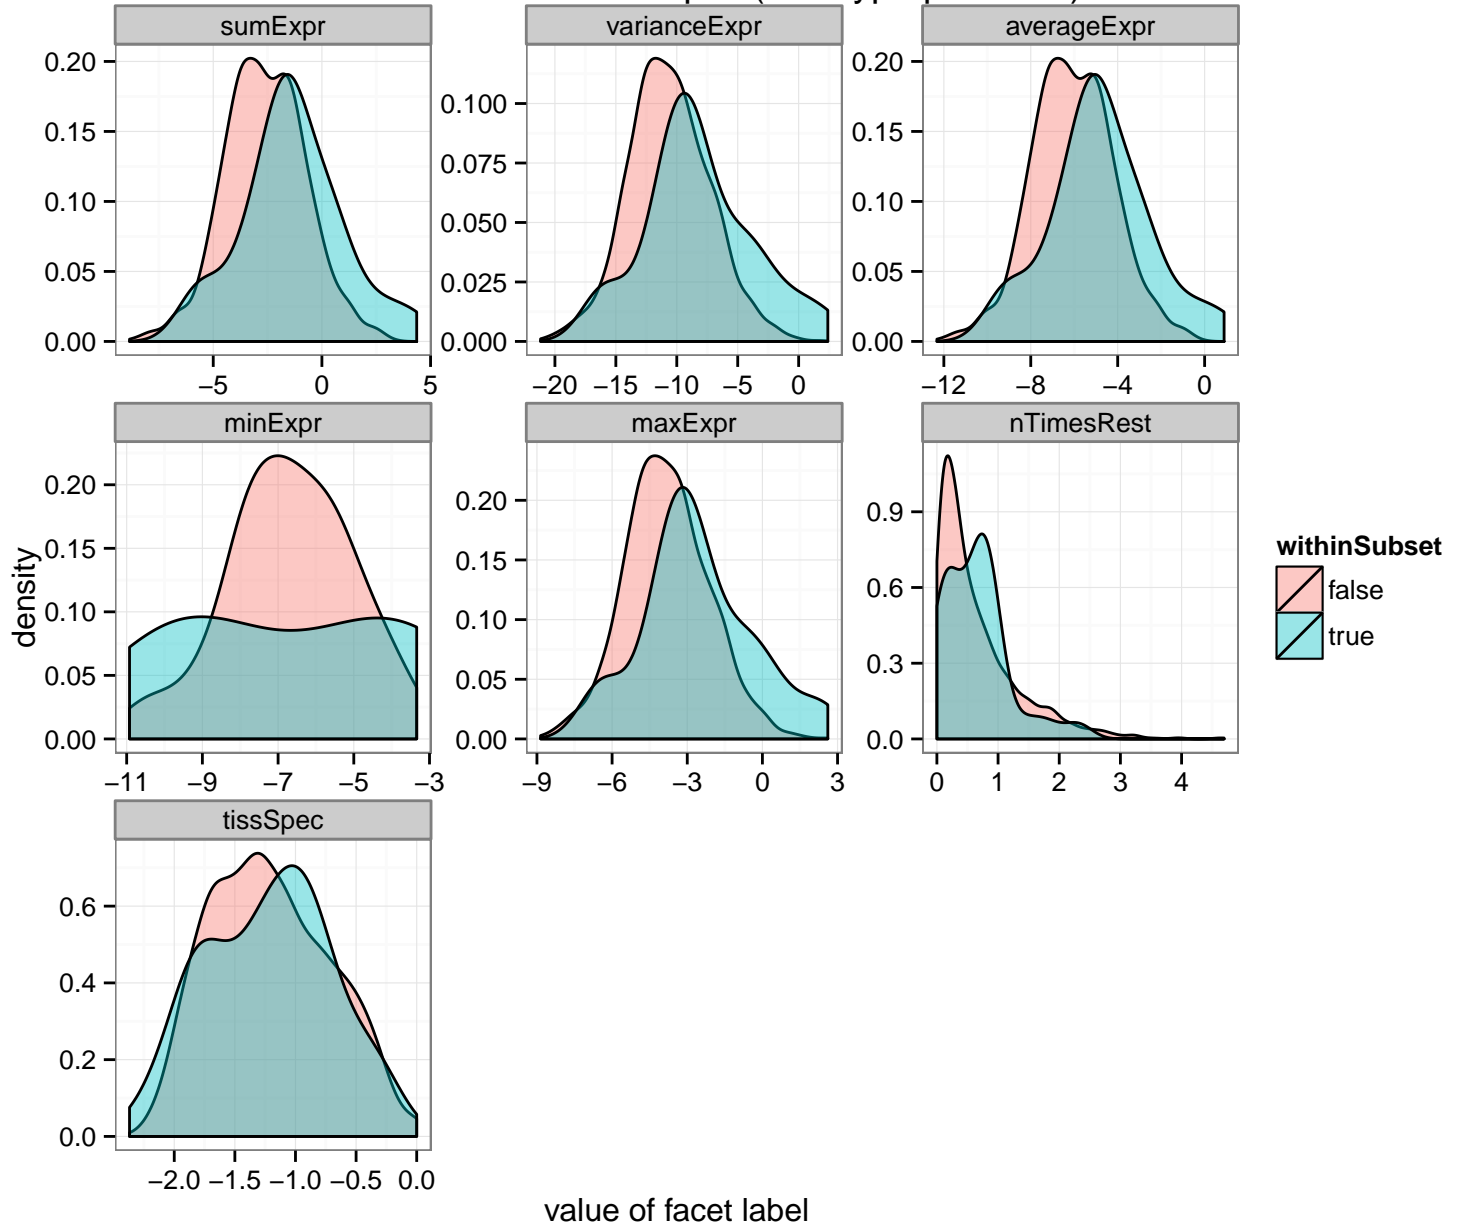 sumExpr varianceExpr averageExpr
0.20 0.15 0.10 0.05 0.00
−5 0 5
0.100 0.075 0.050 0.025 0.000
−20 −15 −10 −5 0
0.20 0.15 0.10 0.05 0.00
−12 −8 −4 0
minExpr maxExpr nTimesRest
density
0.20 0.15 0.10 0.05 0.00
−11 −9 −7 −5 −3
0.20 0.15 0.10 0.05 0.00
−9 −6 −3 0 3
0.9 0.6 0.3 0.0
0 1 2 3 4
withinSubset
false
true
tissSpec
0.6 0.4 0.2 0.0
−2.0 −1.5 −1.0 −0.5 0.0
value of facet label